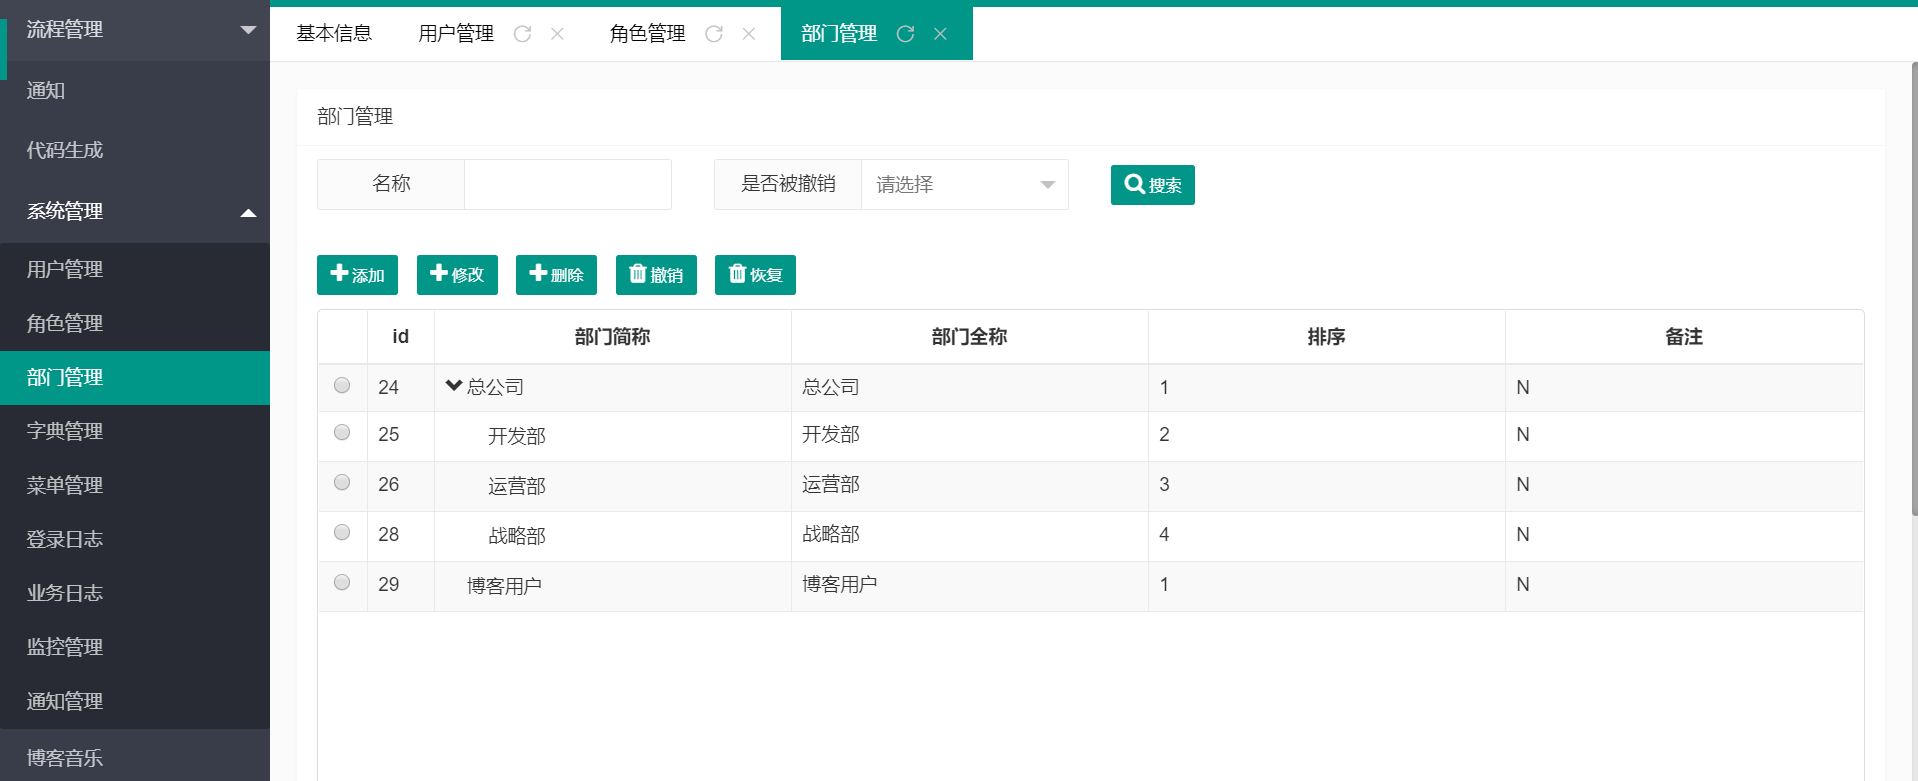 流程管理
通知
代码生成
系统管理
用户管理
角色管理
部门管理
字典管理
菜单管理
登录日志
业务日志
监控管理
通知管理
博客音乐
基本信息 用户管理 角色管理 部门管理
部门管理
名称 是否被撤销 请选择 搜索
添加 修改 删除 撤销 恢复
id 部门简称 部门全称 排序 备注
24 总公司 总公司 1 N
25 开发部 开发部 2 N
26 运营部 运营部 3 N
28 战略部 战略部 4 N
29 博客用户 博客用户 1 N